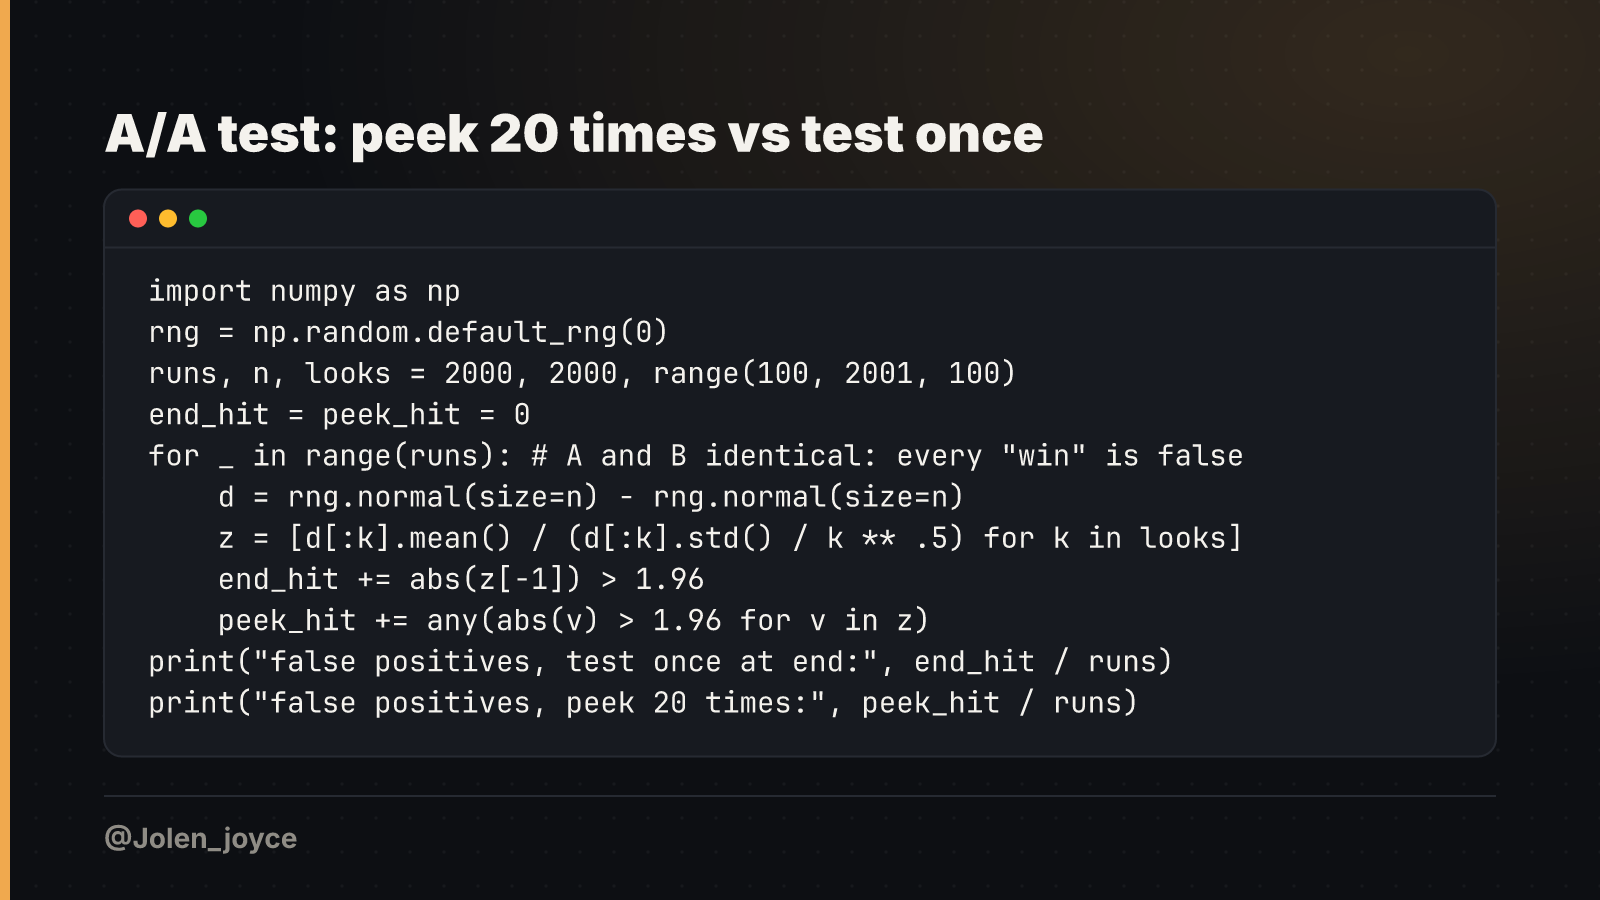 A/A test: peek 20 times vs test once
import numpy as np
rng = np.random.default_rng(0)
runs, n, looks = 2000, 2000, range(100, 2001, 100)
end_hit = peek_hit = 0
for _ in range(runs): # A and B identical: every "win" is false
    d = rng.normal(size=n) - rng.normal(size=n)
    z = [d[:k].mean() / (d[:k].std() / k ** .5) for k in looks]
    end_hit += abs(z[-1]) > 1.96
    peek_hit += any(abs(v) > 1.96 for v in z)
print("false positives, test once at end:", end_hit / runs)
print("false positives, peek 20 times:", peek_hit / runs)
@Jolen_joyce